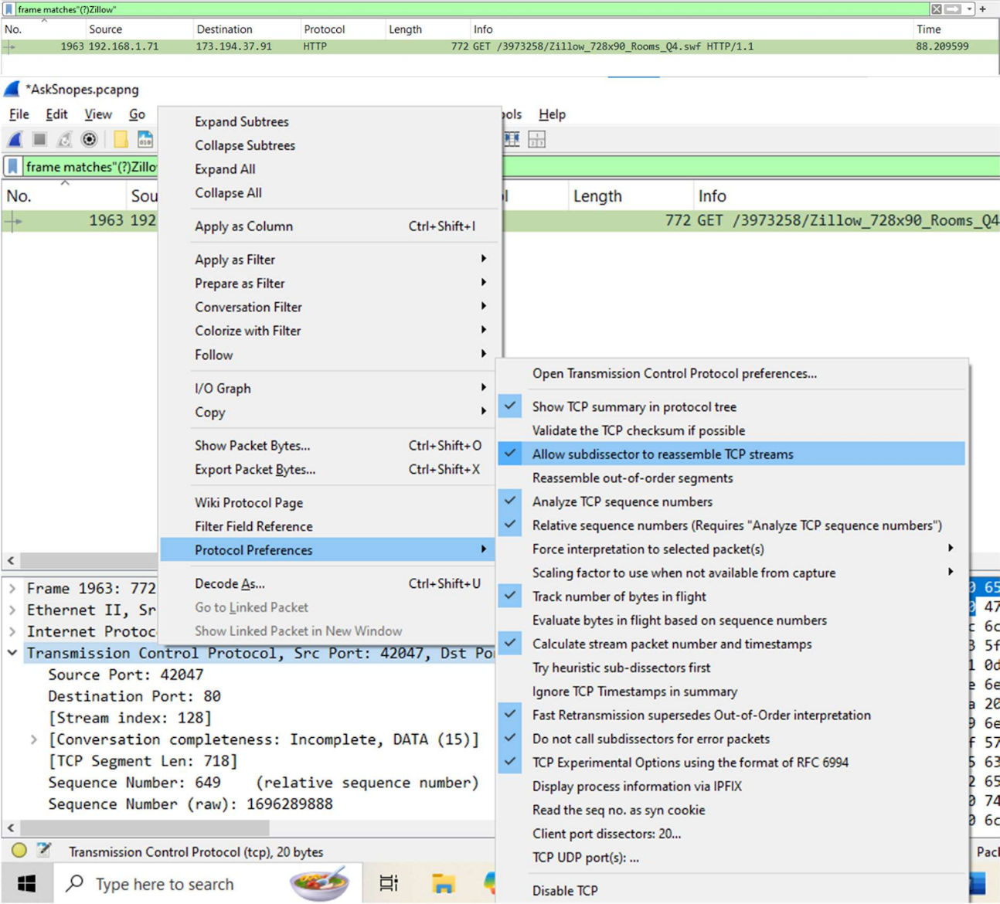 frame matches"(?)Zillow"
No. Source Destination Protocol Length Info Time
1963 192.168.1.71 173.194.37.91 HTTP 772 GET /3973258/Zillow_728x90_Rooms_Q4.swf HTTP/1.1 88.209599
*AskSnopes.pcapng
File Edit View Go ools Help
frame matches"(?)Zillo
No. Sou l Length Info
1963 192 772 GET /3973258/Zillow_728x90_Rooms_Q4
Expand Subtrees
Collapse Subtrees
Expand All
Collapse All
Apply as Column Ctrl+Shift+I
Apply as Filter
Prepare as Filter
Conversation Filter
Colorize with Filter
Follow
I/O Graph
Copy
Show Packet Bytes... Ctrl+Shift+O
Export Packet Bytes... Ctrl+Shift+X
Wiki Protocol Page
Filter Field Reference
Protocol Preferences
Decode As... Ctrl+Shift+U
Go to Linked Packet
Show Linked Packet in New Window
Open Transmission Control Protocol preferences...
Show TCP summary in protocol tree
Validate the TCP checksum if possible
Allow subdissector to reassemble TCP streams
Reassemble out-of-order segments
Analyze TCP sequence numbers
Relative sequence numbers (Requires "Analyze TCP sequence numbers")
Force interpretation to selected packet(s)
Scaling factor to use when not available from capture
Track number of bytes in flight
Evaluate bytes in flight based on sequence numbers
Calculate stream packet number and timestamps
Try heuristic sub-dissectors first
Ignore TCP Timestamps in summary
Fast Retransmission supersedes Out-of-Order interpretation
Do not call subdissectors for error packets
TCP Experimental Options using the format of RFC 6994
Display process information via IPFIX
Read the seq no. as syn cookie
Client port dissectors: 20...
TCP UDP port(s): ...
Disable TCP
Frame 1963: 772
Ethernet II, Sr
Internet Protoc
Transmission Control Protocol, Src Port: 42047, Dst Po
Source Port: 42047
Destination Port: 80
[Stream index: 128]
[Conversation completeness: Incomplete, DATA (15)]
[TCP Segment Len: 718]
Sequence Number: 649 (relative sequence number)
Sequence Number (raw): 1696289888
65
47
6c
5f
0d
6e
20
6e
57
63
65
74
6c
Transmission Control Protocol (tcp), 20 bytes
Pac
Type here to search